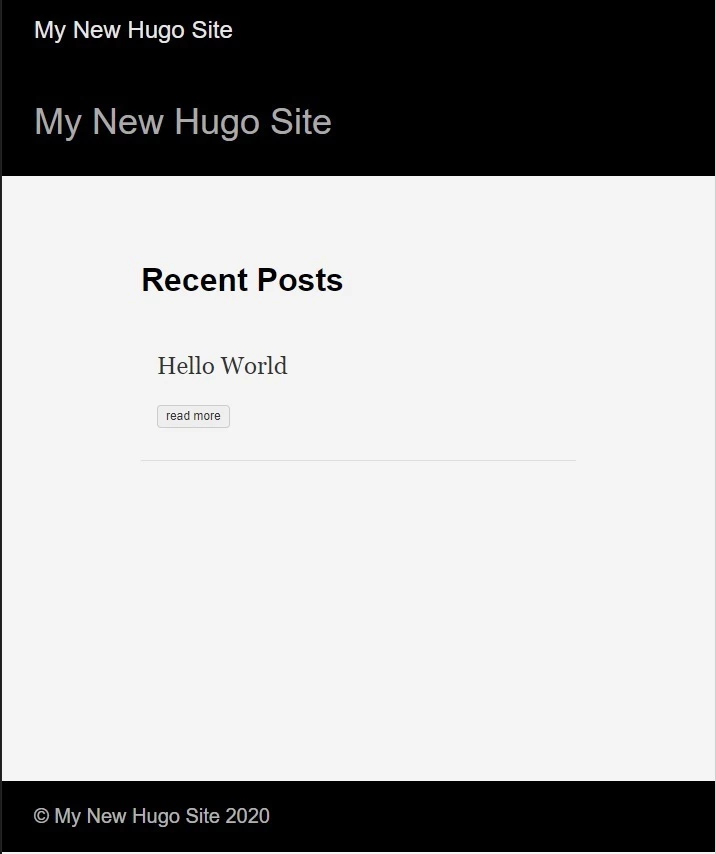 My New Hugo Site
My New Hugo Site
Recent Posts
Hello World
read more
© My New Hugo Site 2020